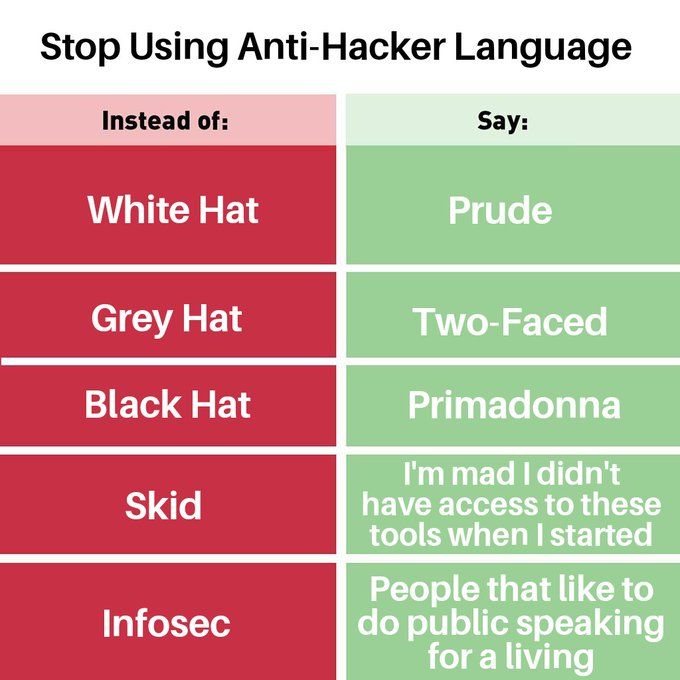 Stop Using Anti-Hacker Language
Instead of:
Say:
White Hat
Prude
Grey Hat
Two-Faced
Black Hat
Primadonna
Skid
I'm mad I didn't
have access to these
tools when I started
Infosec
People that like to
do public speaking
for a living